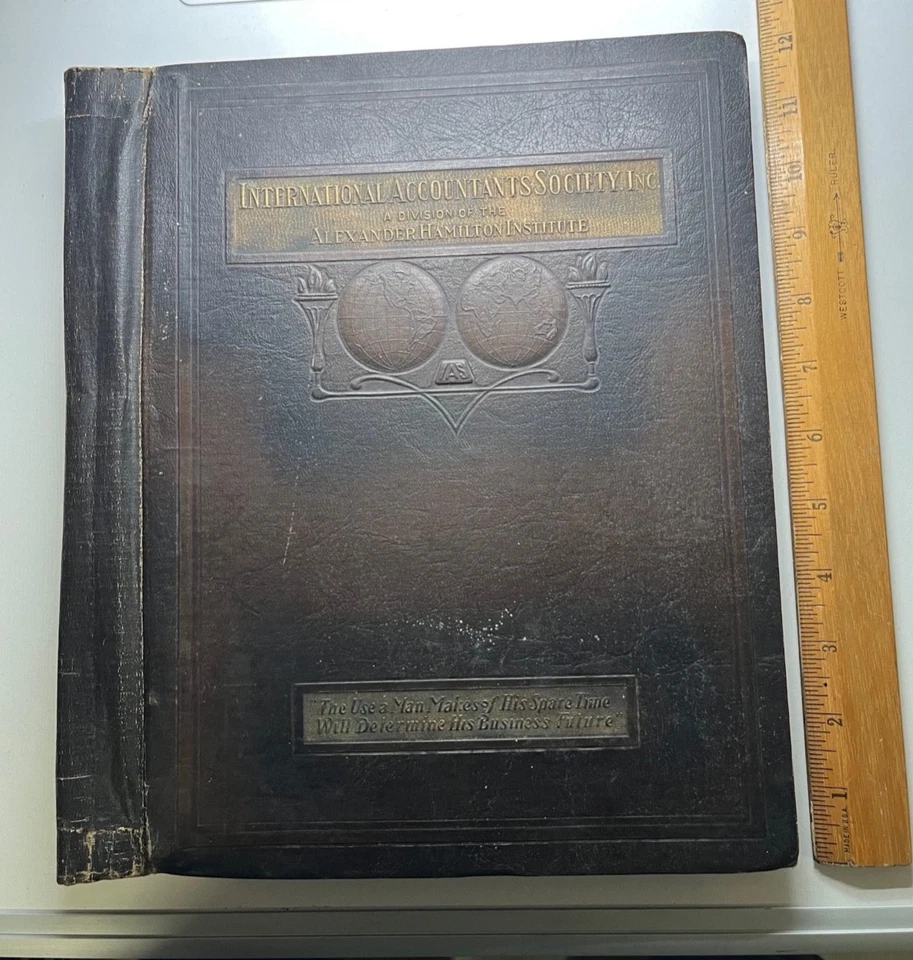 INTERNATIONAL ACCOUNTANTS SOCIETY, INC.
A DIVISION OF THE
ALEXANDER HAMILTON INSTITUTE
IAS
"The Use a Man Makes of His Spare Time
Will Determine His Business Future"
12
11
10
9
8
7
6
5
4
3
2
1
WESTCOTT
RULER
MADE IN U.S.A.